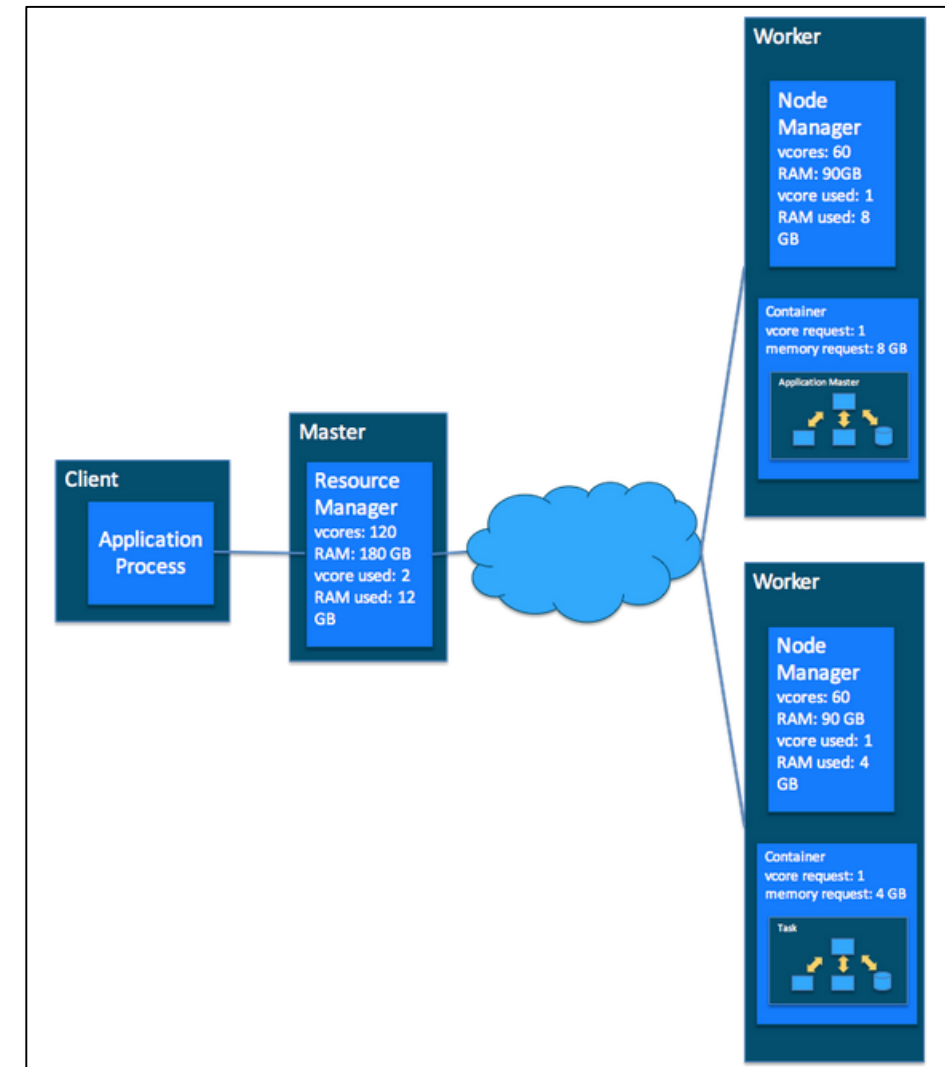 Client
Application
Process
Master
Resource
Manager
vcores: 120
RAM: 180 GB
vcore used: 2
RAM used: 12
GB
Worker
Node
Manager
vcores: 60
RAM: 90GB
vcore used: 1
RAM used: 8
GB
Container
vcore request: 1
memory request: 8 GB
Application Master
Worker
Node
Manager
vcores: 60
RAM: 90 GB
vcore used: 1
RAM used: 4
GB
Container
vcore request: 1
memory request: 4 GB
Task